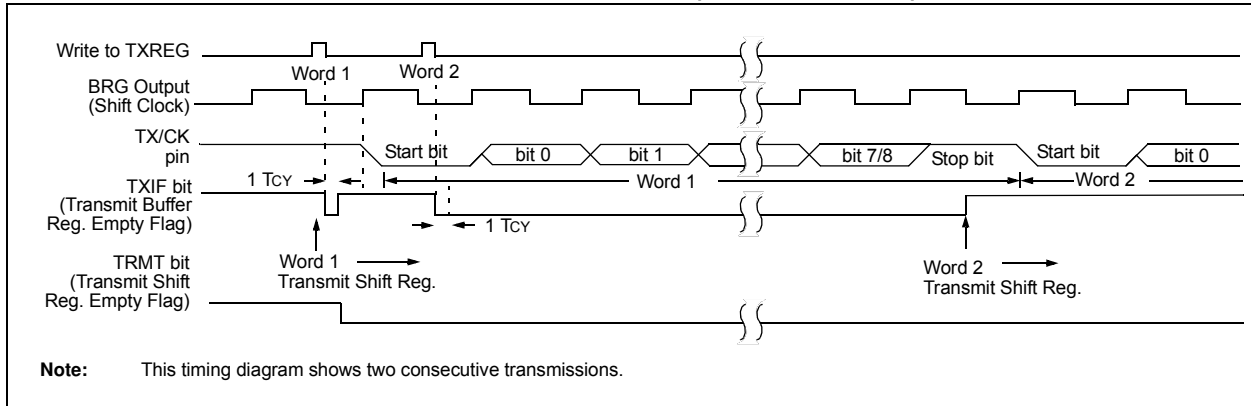 Write to TXREG
Word 1
Word 2
BRG Output
(Shift Clock)
TX/CK
pin
Start bit
bit 0
bit 1
bit 7/8
Stop bit
Start bit
bit 0
1 TCY
Word 1
Word 2
TXIF bit
(Transmit Buffer
Reg. Empty Flag)
1 TCY
Word 1
Transmit Shift Reg.
Word 2
Transmit Shift Reg.
TRMT bit
(Transmit Shift
Reg. Empty Flag)
Note: This timing diagram shows two consecutive transmissions.